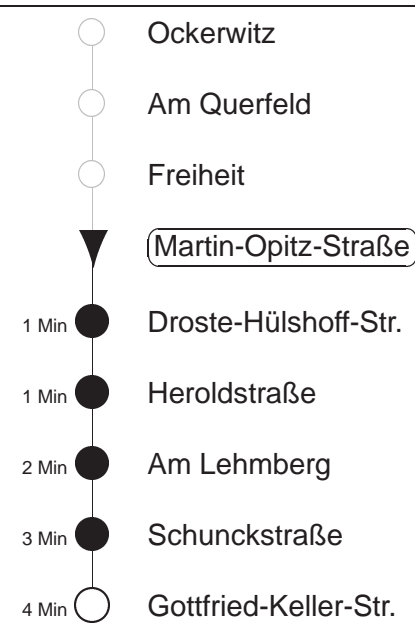 Ockerwitz
Am Querfeld
Freiheit
Martin-Opitz-Straße
1 Min Droste-Hülshoff-Str.
1 Min Heroldstraße
2 Min Am Lehmberg
3 Min Schunckstraße
4 Min Gottfried-Keller-Str.